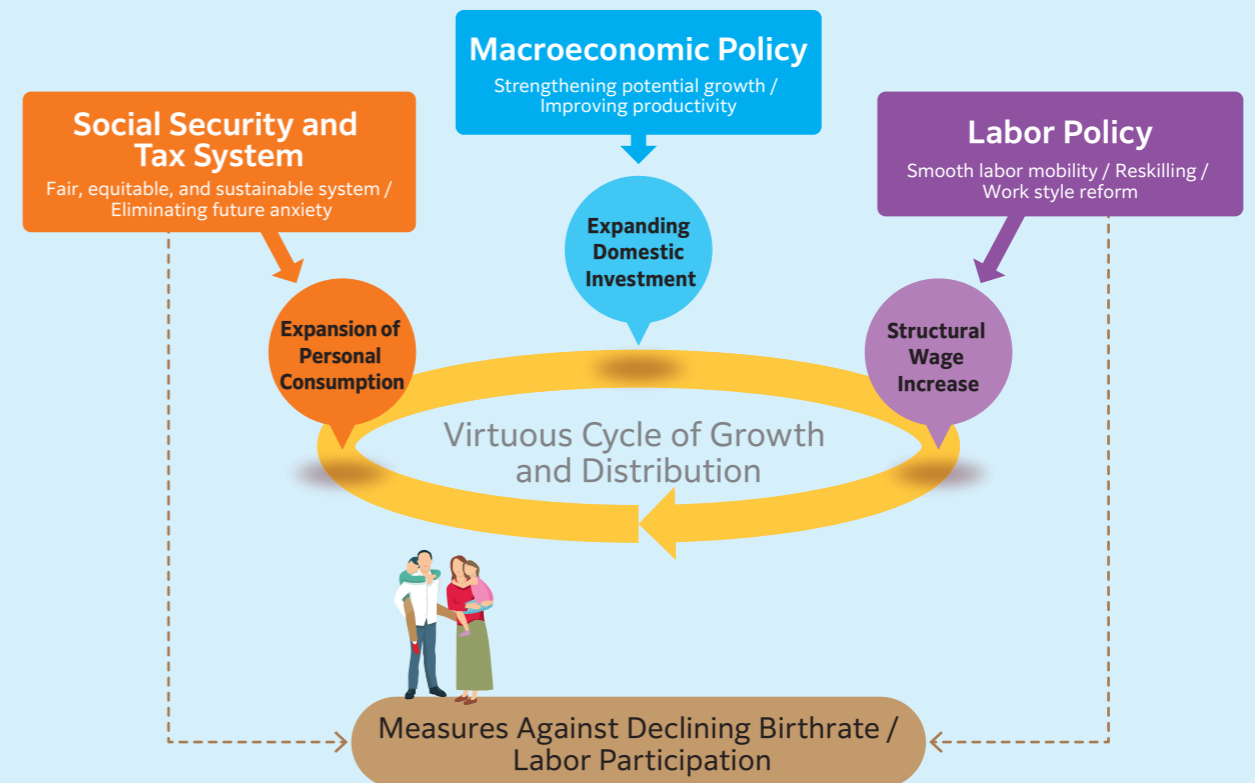 Macroeconomic Policy
Strengthening potential growth /
Improving productivity
Social Security and
Tax System
Fair, equitable, and sustainable system /
Eliminating future anxiety
Labor Policy
Smooth labor mobility / Reskilling /
Work style reform
Expanding
Domestic
Investment
Expansion of
Personal
Consumption
Structural
Wage
Increase
Virtuous Cycle of Growth
and Distribution
Measures Against Declining Birthrate /
Labor Participation